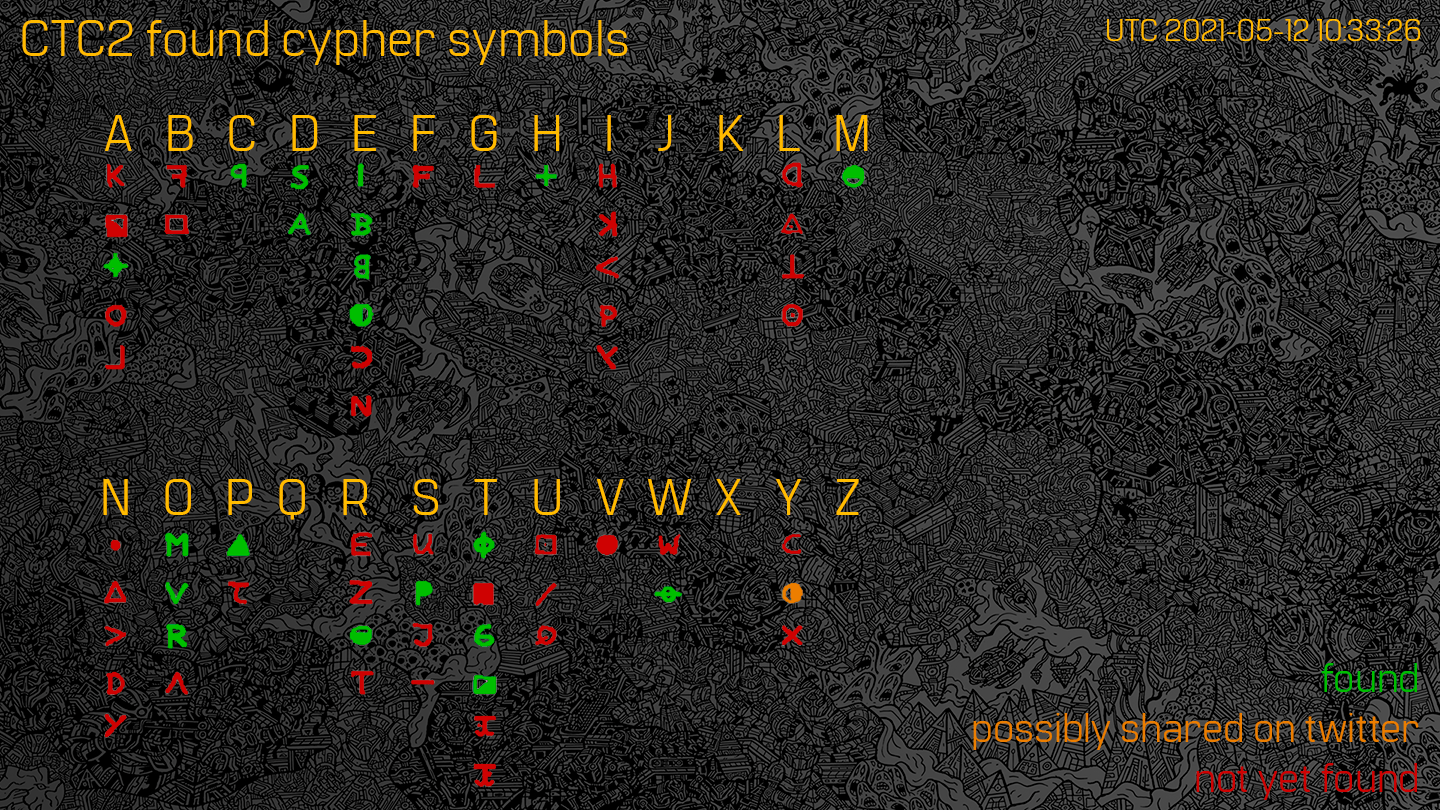 CTC2 found cypher symbols
UTC 2021-05-12 10:33:26
A B C D E F G H I J K L M
N O P Q R S T U V W X Y Z
found
possibly shared on twitter
not yet found